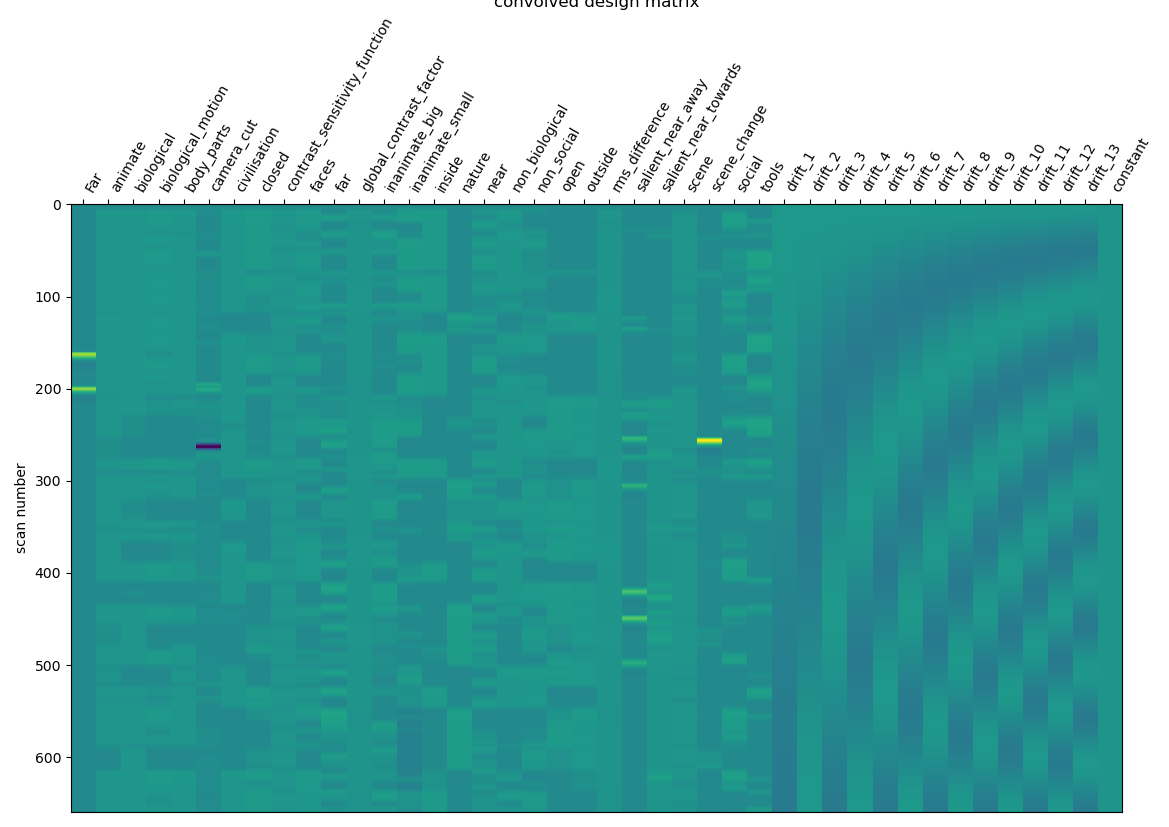 convolved design matrix
Far
animate
biological
biological_motion
body_parts
camera_cut
civilisation
closed
contrast_sensitivity_function
faces
far
global_contrast_factor
inanimate_big
inanimate_small
inside
nature
near
non_biological
non_social
open
outside
rms_difference
salient_near_away
salient_near_towards
scene
scene_change
social
tools
drift_1
drift_2
drift_3
drift_4
drift_5
drift_6
drift_7
drift_8
drift_9
drift_10
drift_11
drift_12
drift_13
constant
0
100
200
300
400
500
600
scan number